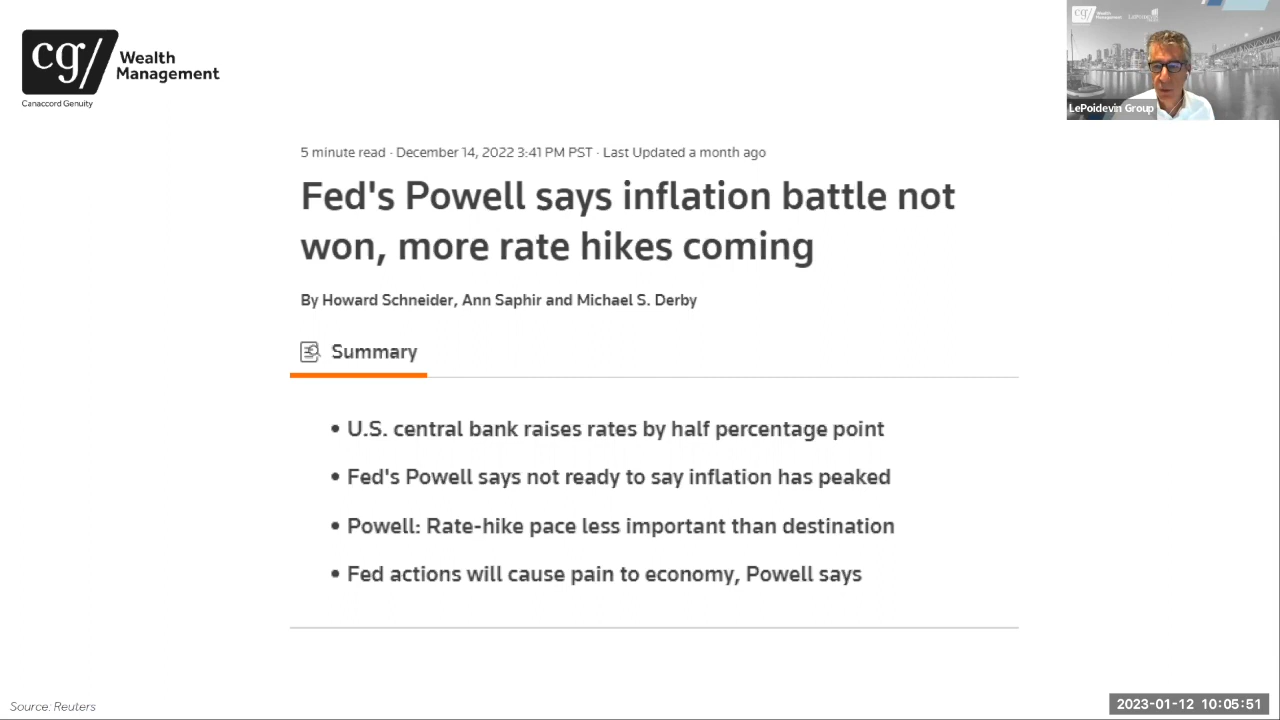 cg/ Wealth
Management
Canaccord Genuity
cg/ Wealth
Management
LePoidevin Group
5 minute read · December 14, 2022 3:41 PM PST · Last Updated a month ago
Fed's Powell says inflation battle not
won, more rate hikes coming
By Howard Schneider, Ann Saphir and Michael S. Derby
Summary
• U.S. central bank raises rates by half percentage point
• Fed's Powell says not ready to say inflation has peaked
• Powell: Rate-hike pace less important than destination
• Fed actions will cause pain to economy, Powell says
Source: Reuters
2023-01-12 10:05:51